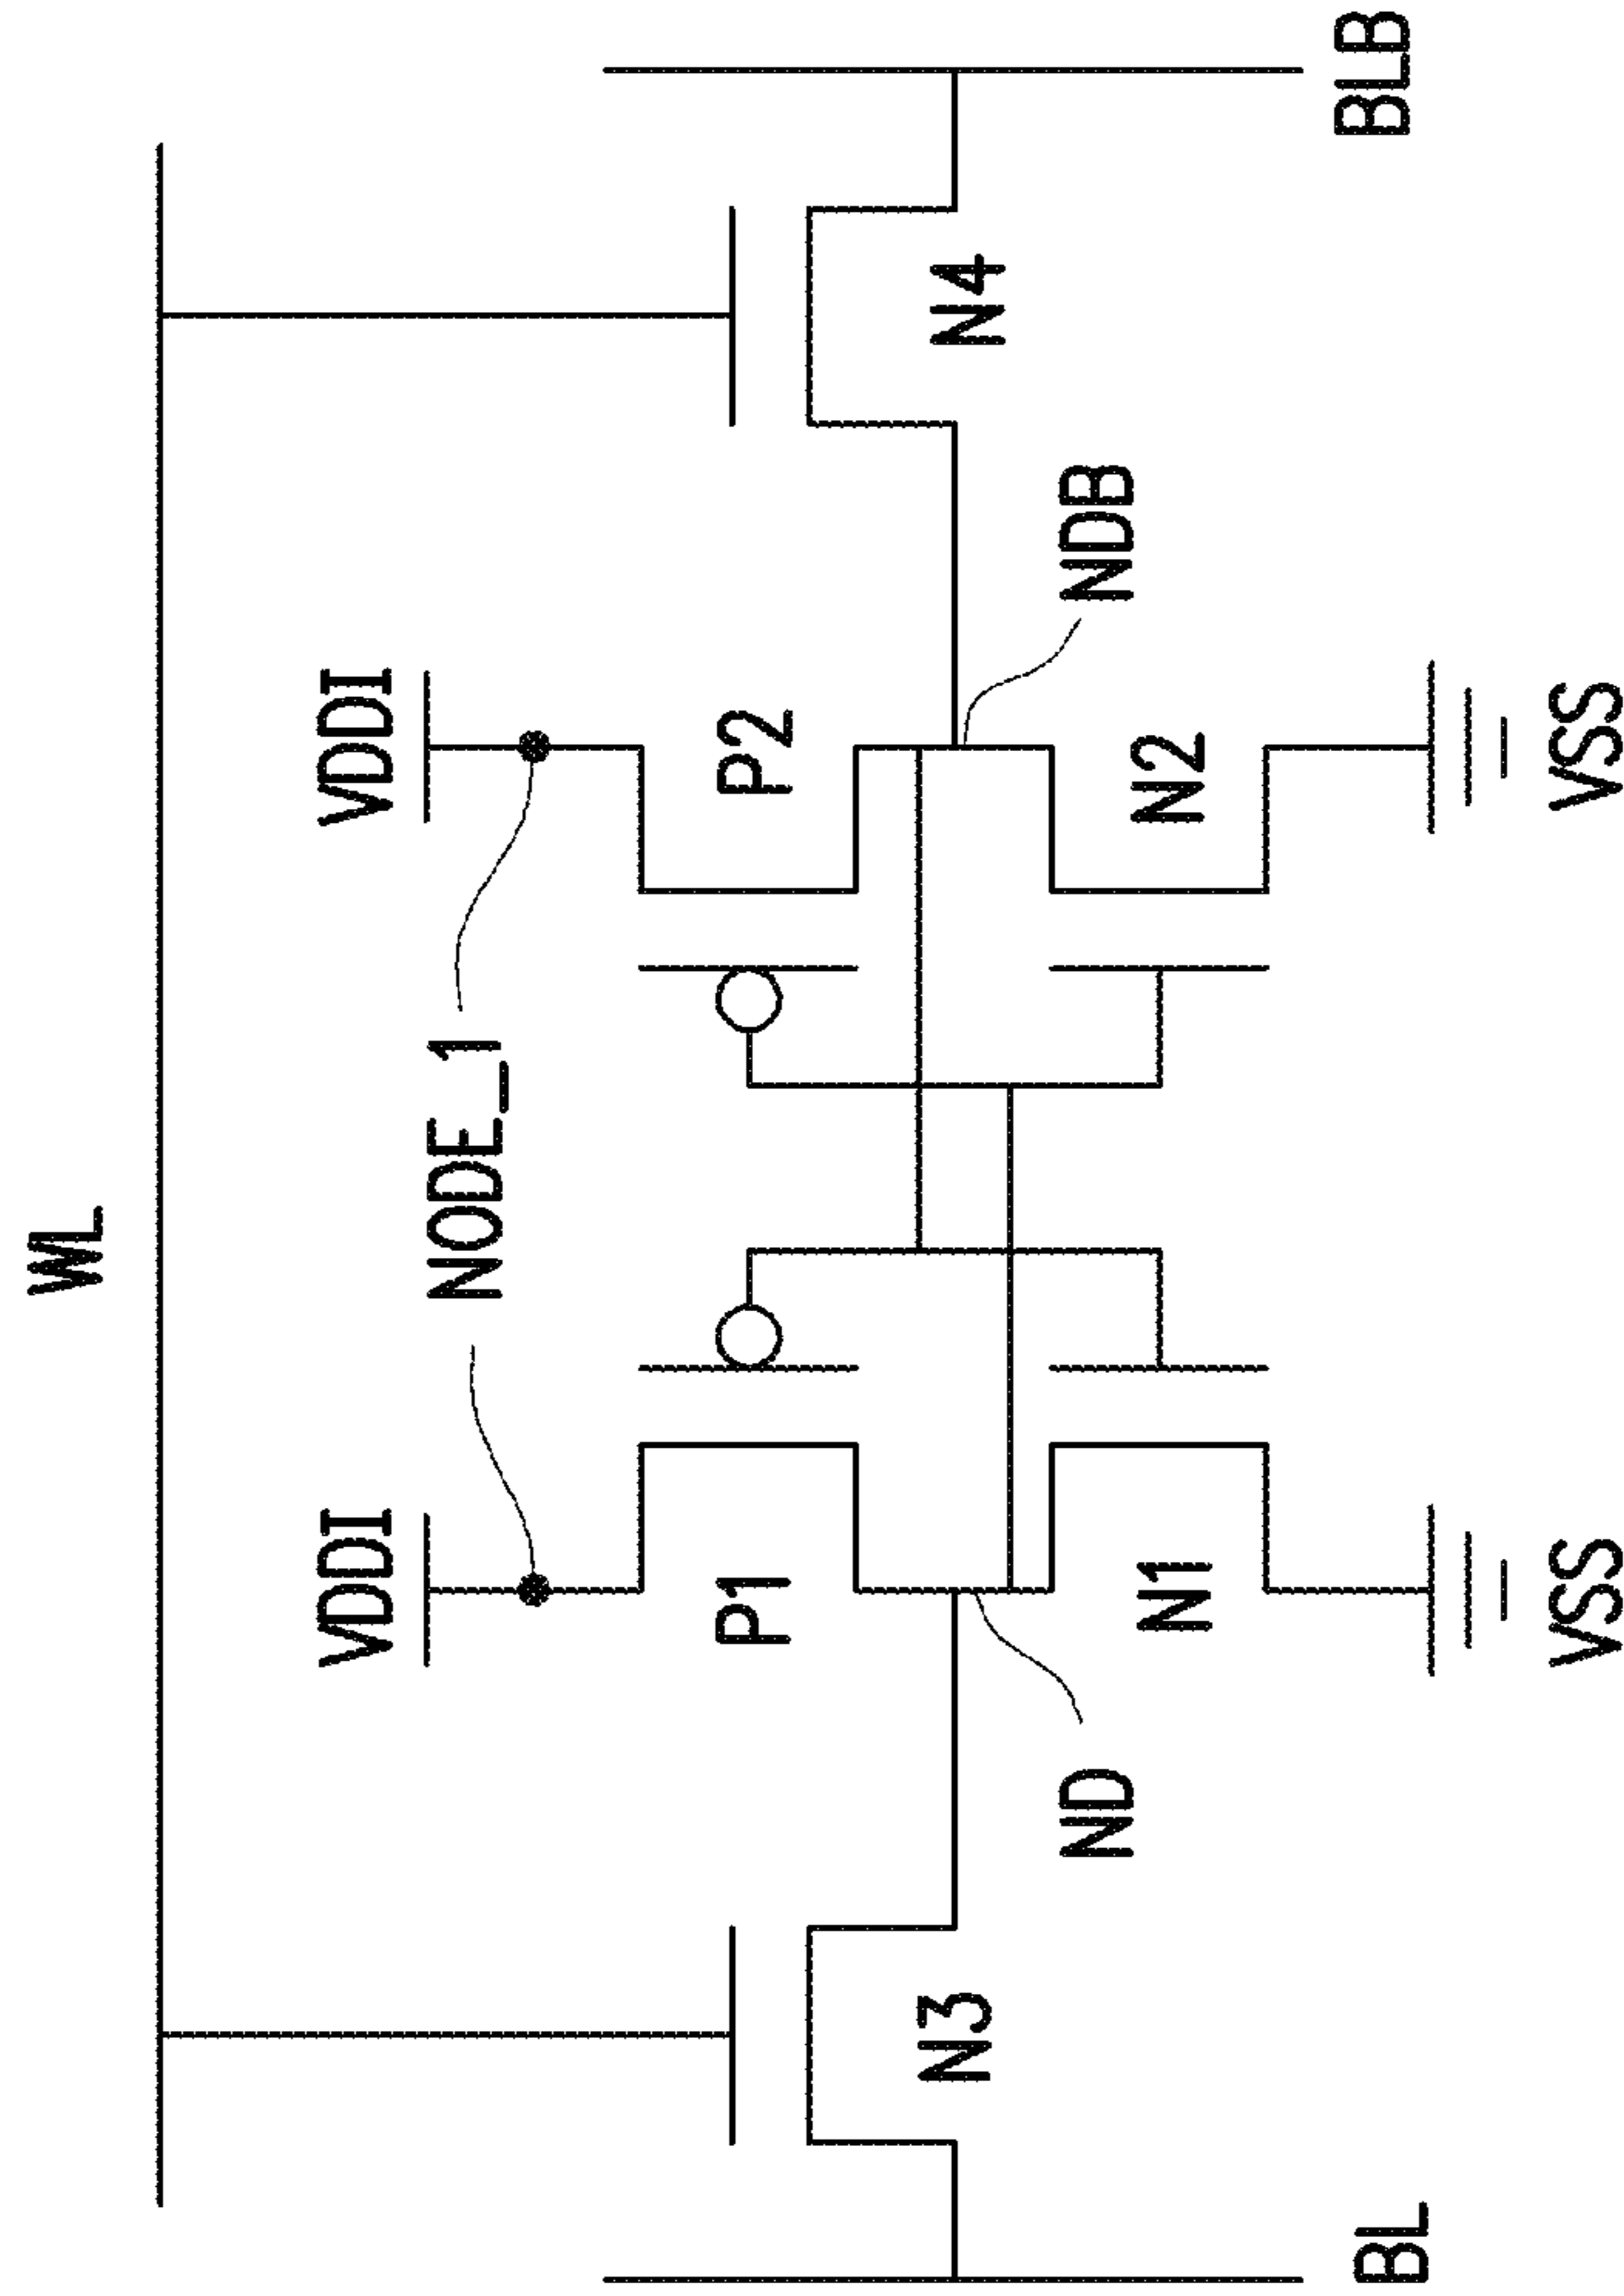 WL
VDDI
VDDI
NODE_1
P1
P2
N3
N4
ND
NDB
N1
N2
BL
BLB
VSS
VSS